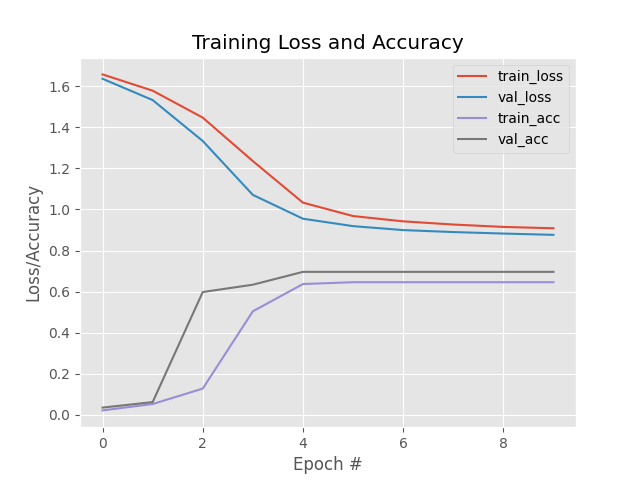 Training Loss and Accuracy
train_loss
val_loss
train_acc
val_acc
Loss/Accuracy
1.6
1.4
1.2
1.0
0.8
0.6
0.4
0.2
0.0
0 2 4 6 8
Epoch #